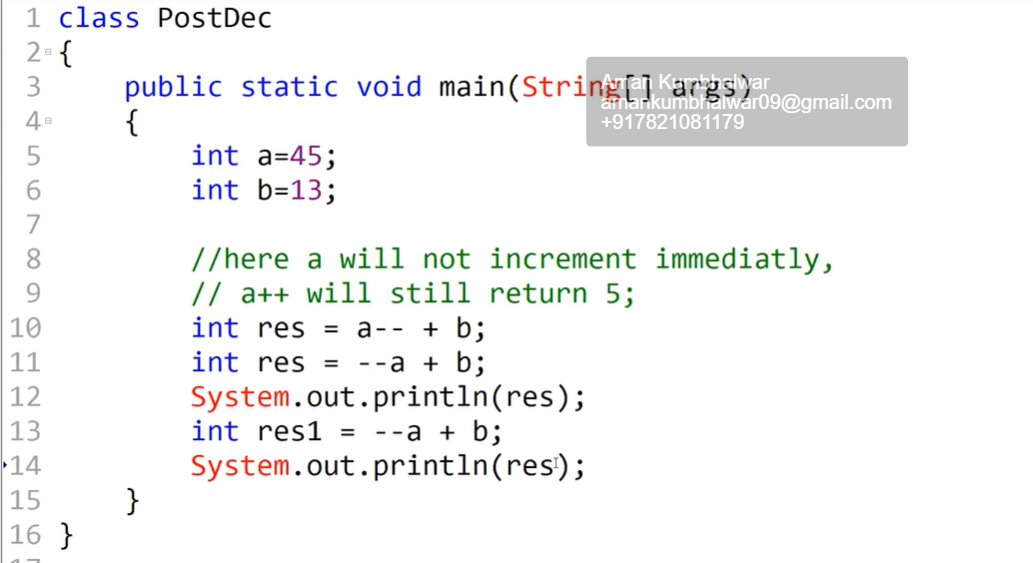 1 class PostDec
2 {
3 public static void main(String[] args)
Aman Kumbhalwar
amankumbhalwar09@gmail.com
+917821081179
4 {
5 int a=45;
6 int b=13;
7
8 //here a will not increment immediatly,
9 // a++ will still return 5;
10 int res = a-- + b;
11 int res = --a + b;
12 System.out.println(res);
13 int res1 = --a + b;
14 System.out.println(res);
15 }
16 }